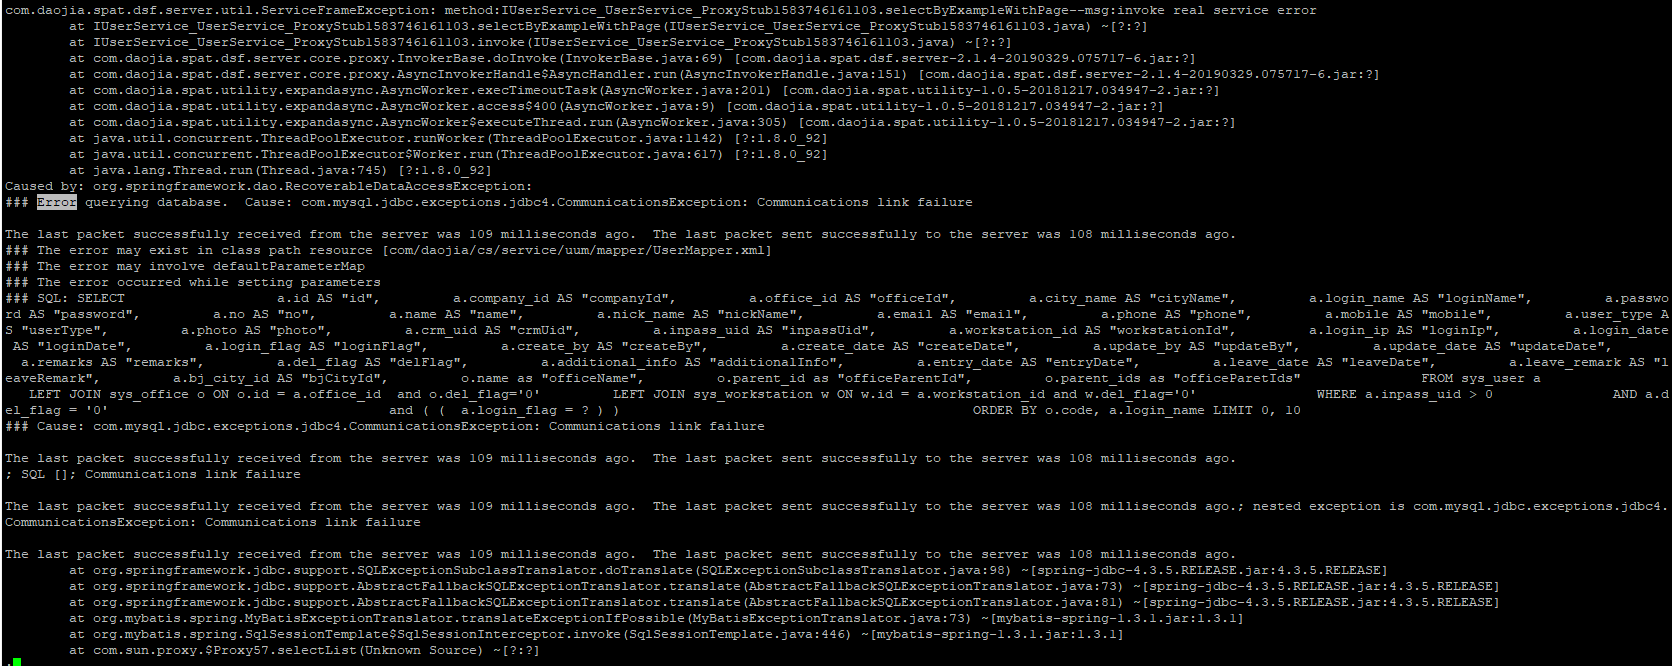 com.daojia.spat.dsf.server.util.ServiceFrameException: method:IUserService_UserService_ProxyStub1583746161103.selectByExampleWithPage--msg:invoke real service error
        at IUserService_UserService_ProxyStub1583746161103.selectByExampleWithPage(IUserService_UserService_ProxyStub1583746161103.java) ~[?:?]
        at IUserService_UserService_ProxyStub1583746161103.invoke(IUserService_UserService_ProxyStub1583746161103.java) ~[?:?]
        at com.daojia.spat.dsf.server.core.proxy.InvokerBase.doInvoke(InvokerBase.java:69) [com.daojia.spat.dsf.server-2.1.4-20190329.075717-6.jar:?]
        at com.daojia.spat.dsf.server.core.proxy.AsyncInvokerHandle$AsyncHandler.run(AsyncInvokerHandle.java:151) [com.daojia.spat.dsf.server-2.1.4-20190329.075717-6.jar:?]
        at com.daojia.spat.utility.expandasync.AsyncWorker.execTimeoutTask(AsyncWorker.java:201) [com.daojia.spat.utility-1.0.5-20181217.034947-2.jar:?]
        at com.daojia.spat.utility.expandasync.AsyncWorker.access$400(AsyncWorker.java:9) [com.daojia.spat.utility-1.0.5-20181217.034947-2.jar:?]
        at com.daojia.spat.utility.expandasync.AsyncWorker$executeThread.run(AsyncWorker.java:305) [com.daojia.spat.utility-1.0.5-20181217.034947-2.jar:?]
        at java.util.concurrent.ThreadPoolExecutor.runWorker(ThreadPoolExecutor.java:1142) [?:1.8.0_92]
        at java.util.concurrent.ThreadPoolExecutor$Worker.run(ThreadPoolExecutor.java:617) [?:1.8.0_92]
        at java.lang.Thread.run(Thread.java:745) [?:1.8.0_92]
Caused by: org.springframework.dao.RecoverableDataAccessException:
### Error querying database.  Cause: com.mysql.jdbc.exceptions.jdbc4.CommunicationsException: Communications link failure

The last packet successfully received from the server was 109 milliseconds ago.  The last packet sent successfully to the server was 108 milliseconds ago.
### The error may exist in class path resource [com/daojia/cs/service/uum/mapper/UserMapper.xml]
### The error may involve defaultParameterMap
### The error occurred while setting parameters
### SQL: SELECT                   a.id AS "id",          a.company_id AS "companyId",         a.office_id AS "officeId",          a.city_name AS "cityName",          a.login_name AS "loginName",         a.passwo
rd AS "password",         a.no AS "no",         a.name AS "name",         a.nick_name AS "nickName",         a.email AS "email",         a.phone AS "phone",         a.mobile AS "mobile",         a.user_type A
S "userType",         a.photo AS "photo",         a.crm_uid AS "crmUid",         a.inpass_uid AS "inpassUid",         a.workstation_id AS "workstationId",          a.login_ip AS "loginIp",         a.login_date
 AS "loginDate",         a.login_flag AS "loginFlag",         a.create_by AS "createBy",         a.create_date AS "createDate",         a.update_by AS "updateBy",         a.update_date AS "updateDate",
  a.remarks AS "remarks",         a.del_flag AS "delFlag",         a.additional_info AS "additionalInfo",         a.entry_date AS "entryDate",         a.leave_date AS "leaveDate",         a.leave_remark AS "l
eaveRemark",         a.bj_city_id AS "bjCityId",         o.name as "officeName",         o.parent_id as "officeParentId",         o.parent_ids as "officeParetIds"               FROM sys_user a
   LEFT JOIN sys_office o ON o.id = a.office_id  and o.del_flag='0'         LEFT JOIN sys_workstation w ON w.id = a.workstation_id and w.del_flag='0'               WHERE a.inpass_uid > 0               AND a.d
el_flag = '0'                                   and ( (  a.login_flag = ? ) )                                            ORDER BY o.code, a.login_name LIMIT 0, 10
### Cause: com.mysql.jdbc.exceptions.jdbc4.CommunicationsException: Communications link failure

The last packet successfully received from the server was 109 milliseconds ago.  The last packet sent successfully to the server was 108 milliseconds ago.
; SQL []; Communications link failure

The last packet successfully received from the server was 109 milliseconds ago.  The last packet sent successfully to the server was 108 milliseconds ago.; nested exception is com.mysql.jdbc.exceptions.jdbc4.
CommunicationsException: Communications link failure

The last packet successfully received from the server was 109 milliseconds ago.  The last packet sent successfully to the server was 108 milliseconds ago.
        at org.springframework.jdbc.support.SQLExceptionSubclassTranslator.doTranslate(SQLExceptionSubclassTranslator.java:98) ~[spring-jdbc-4.3.5.RELEASE.jar:4.3.5.RELEASE]
        at org.springframework.jdbc.support.AbstractFallbackSQLExceptionTranslator.translate(AbstractFallbackSQLExceptionTranslator.java:73) ~[spring-jdbc-4.3.5.RELEASE.jar:4.3.5.RELEASE]
        at org.springframework.jdbc.support.AbstractFallbackSQLExceptionTranslator.translate(AbstractFallbackSQLExceptionTranslator.java:81) ~[spring-jdbc-4.3.5.RELEASE.jar:4.3.5.RELEASE]
        at org.mybatis.spring.MyBatisExceptionTranslator.translateExceptionIfPossible(MyBatisExceptionTranslator.java:73) ~[mybatis-spring-1.3.1.jar:1.3.1]
        at org.mybatis.spring.SqlSessionTemplate$SqlSessionInterceptor.invoke(SqlSessionTemplate.java:446) ~[mybatis-spring-1.3.1.jar:1.3.1]
        at com.sun.proxy.$Proxy57.selectList(Unknown Source) ~[?:?]